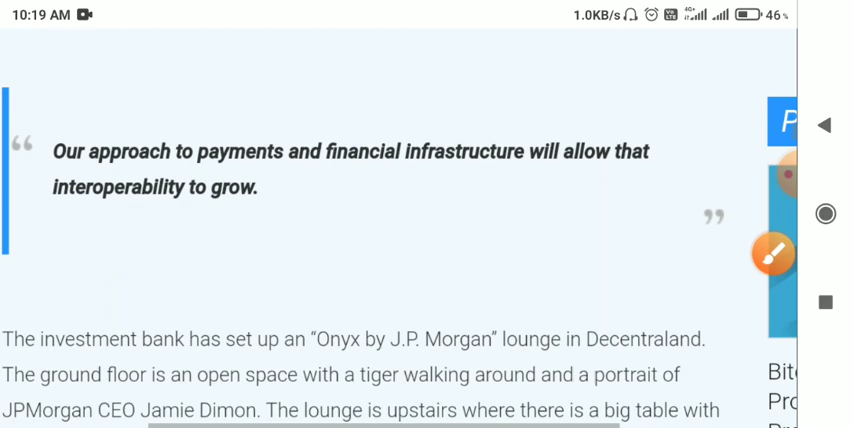 10:19 AM 1.0KB/s 4G+ 46%
“
Our approach to payments and financial infrastructure will allow that
interoperability to grow.
”
The investment bank has set up an “Onyx by J.P. Morgan” lounge in Decentraland.
The ground floor is an open space with a tiger walking around and a portrait of
JPMorgan CEO Jamie Dimon. The lounge is upstairs where there is a big table with
P